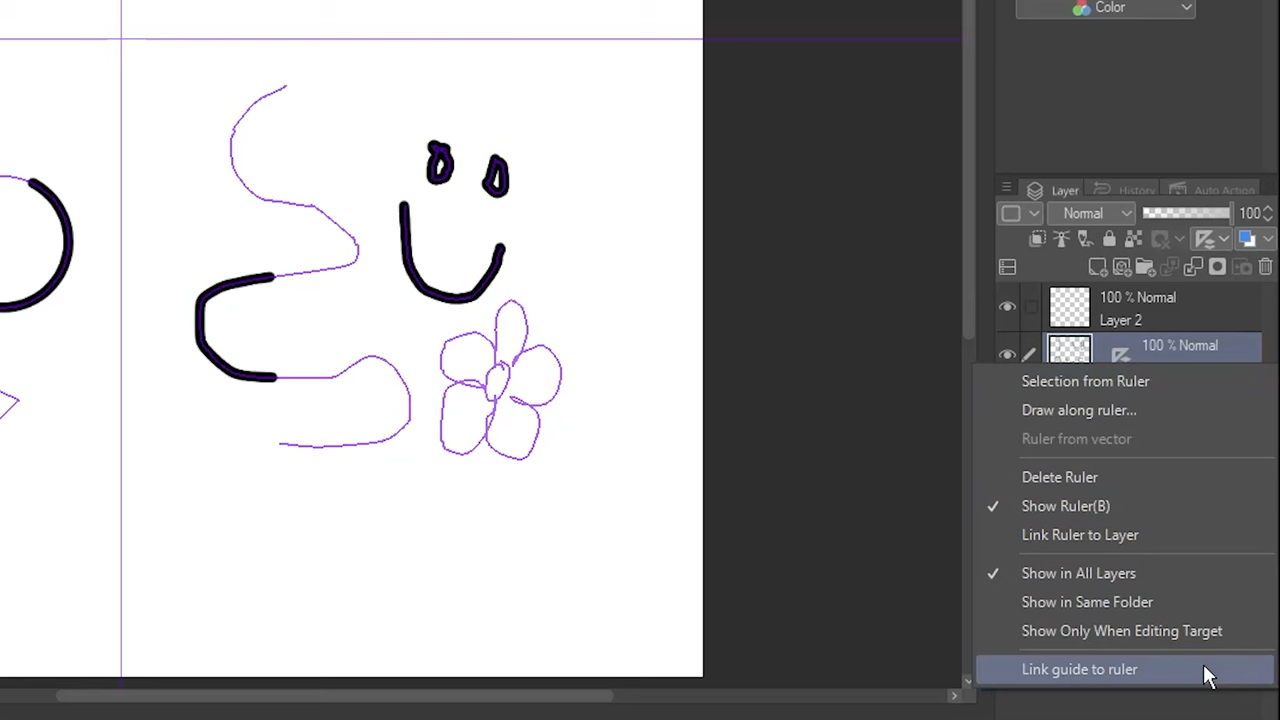 Color
Layer
History
Auto Action
Normal
100
100 % Normal
Layer 2
100 % Normal
Selection from Ruler
Draw along ruler...
Ruler from vector
Delete Ruler
Show Ruler(B)
Link Ruler to Layer
Show in All Layers
Show in Same Folder
Show Only When Editing Target
Link guide to ruler